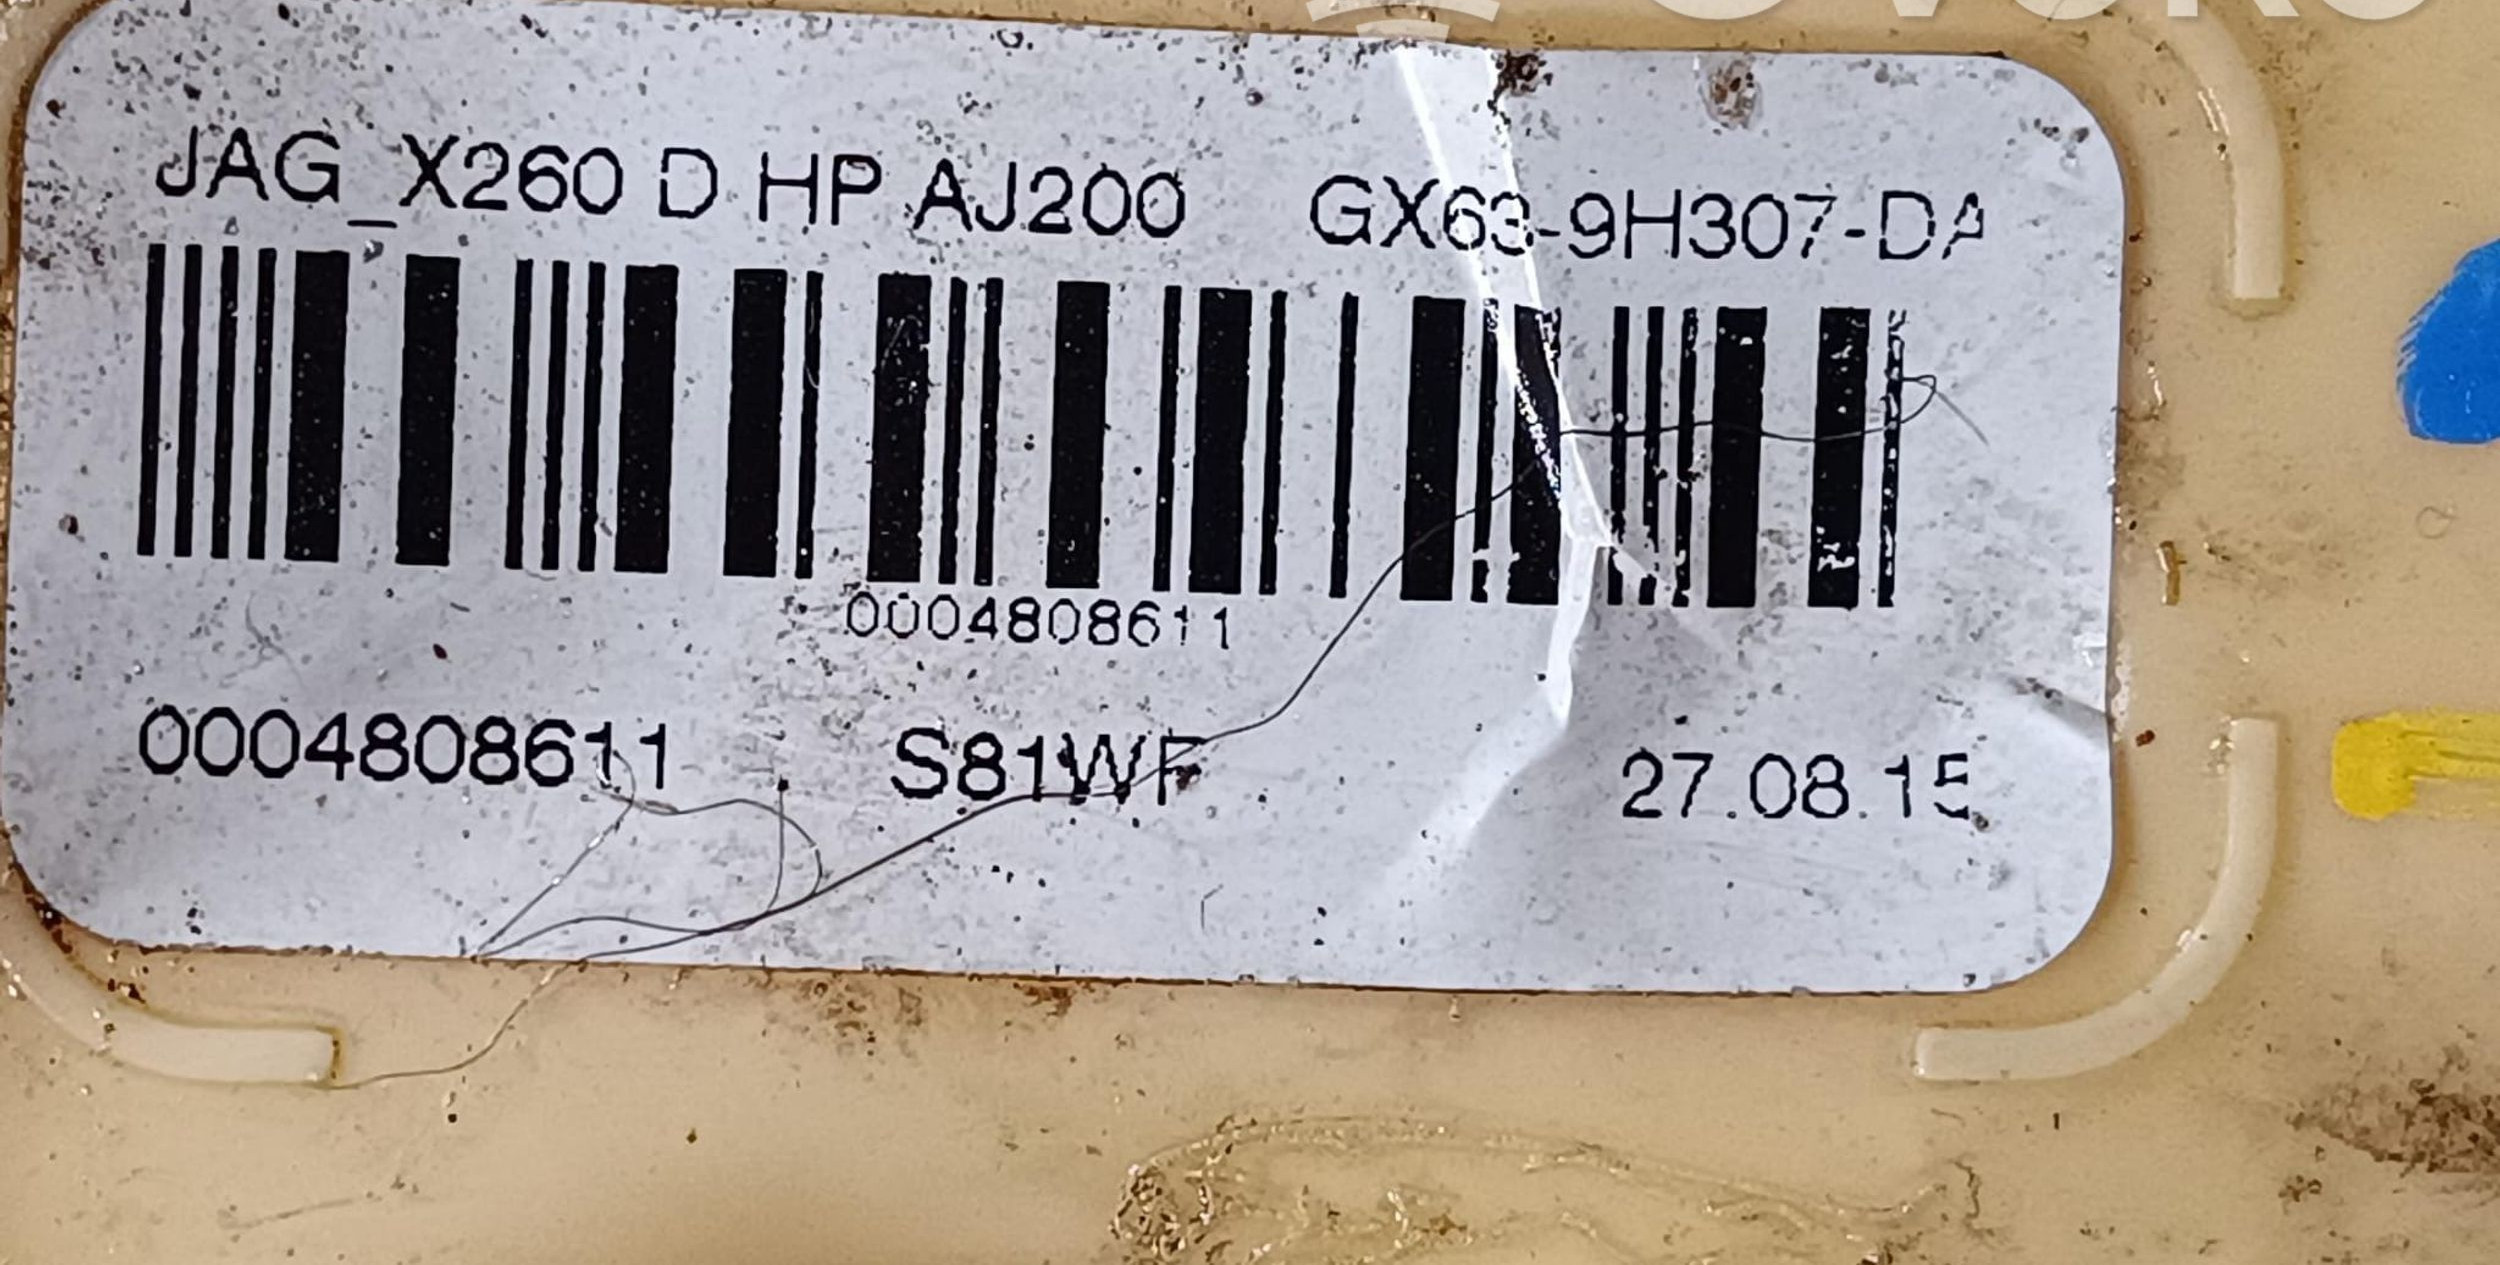 JAG_X260 D HP AJ200 GX63-9H307-DA
0004808611
0004808611 S81WF 27.08.15